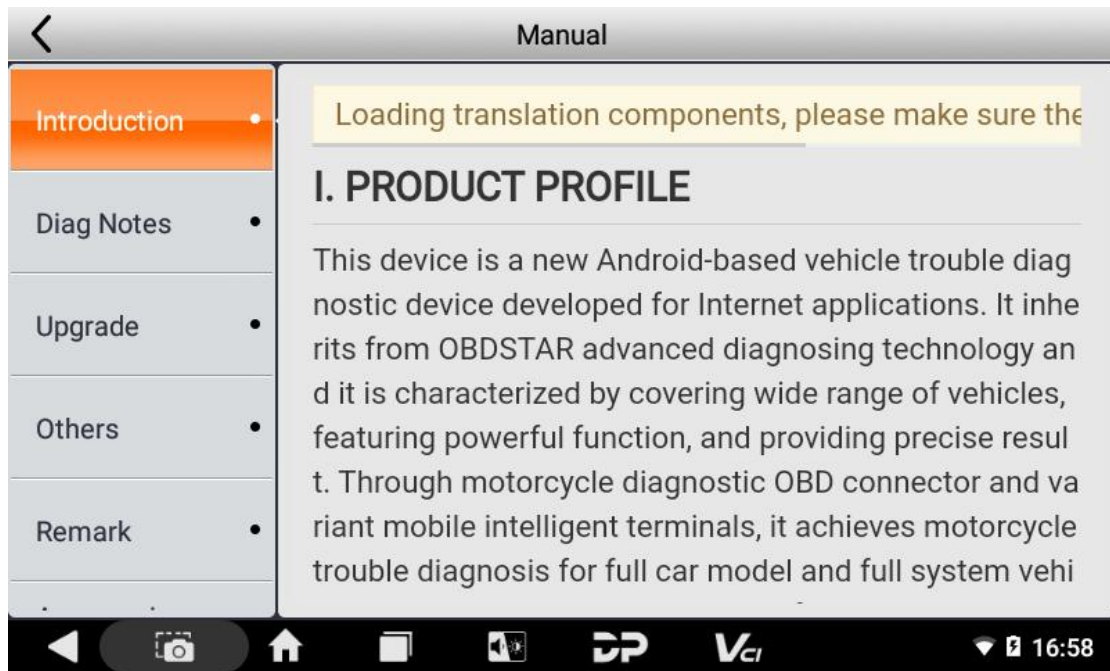 Manual
Introduction
Diag Notes
Upgrade
Others
Remark
Loading translation components, please make sure the
I. PRODUCT PROFILE
This device is a new Android-based vehicle trouble diag
nostic device developed for Internet applications. It inhe
rits from OBDSTAR advanced diagnosing technology an
d it is characterized by covering wide range of vehicles,
featuring powerful function, and providing precise resul
t. Through motorcycle diagnostic OBD connector and va
riant mobile intelligent terminals, it achieves motorcycle
trouble diagnosis for full car model and full system vehi
DP
VCI
16:58